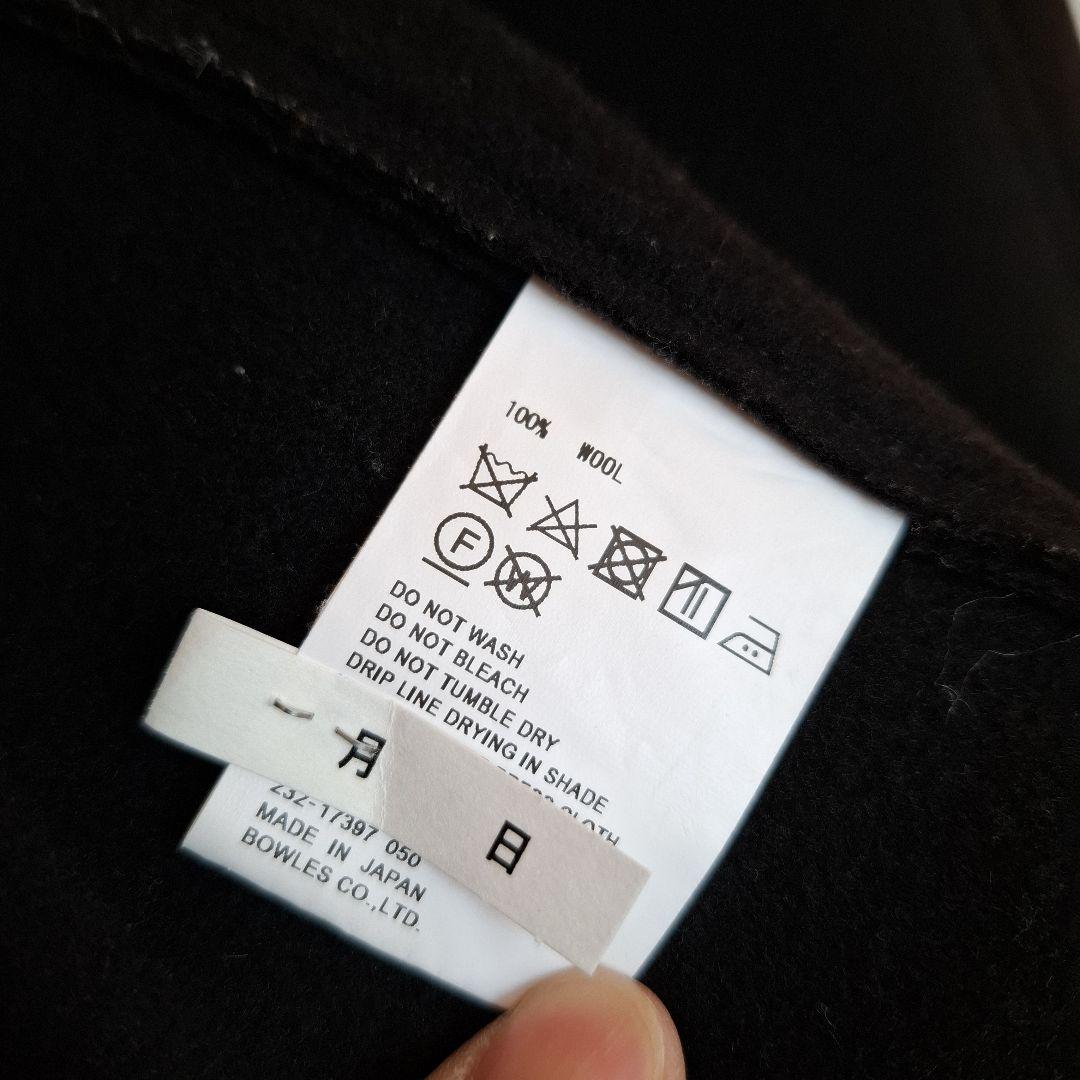 100% WOOL
F
W
DO NOT WASH
DO NOT BLEACH
DO NOT TUMBLE DRY
DRIP LINE DRYING IN SHADE
CLOTH
月 日
232-17397 050
MADE IN JAPAN
BOWLES CO.,LTD.